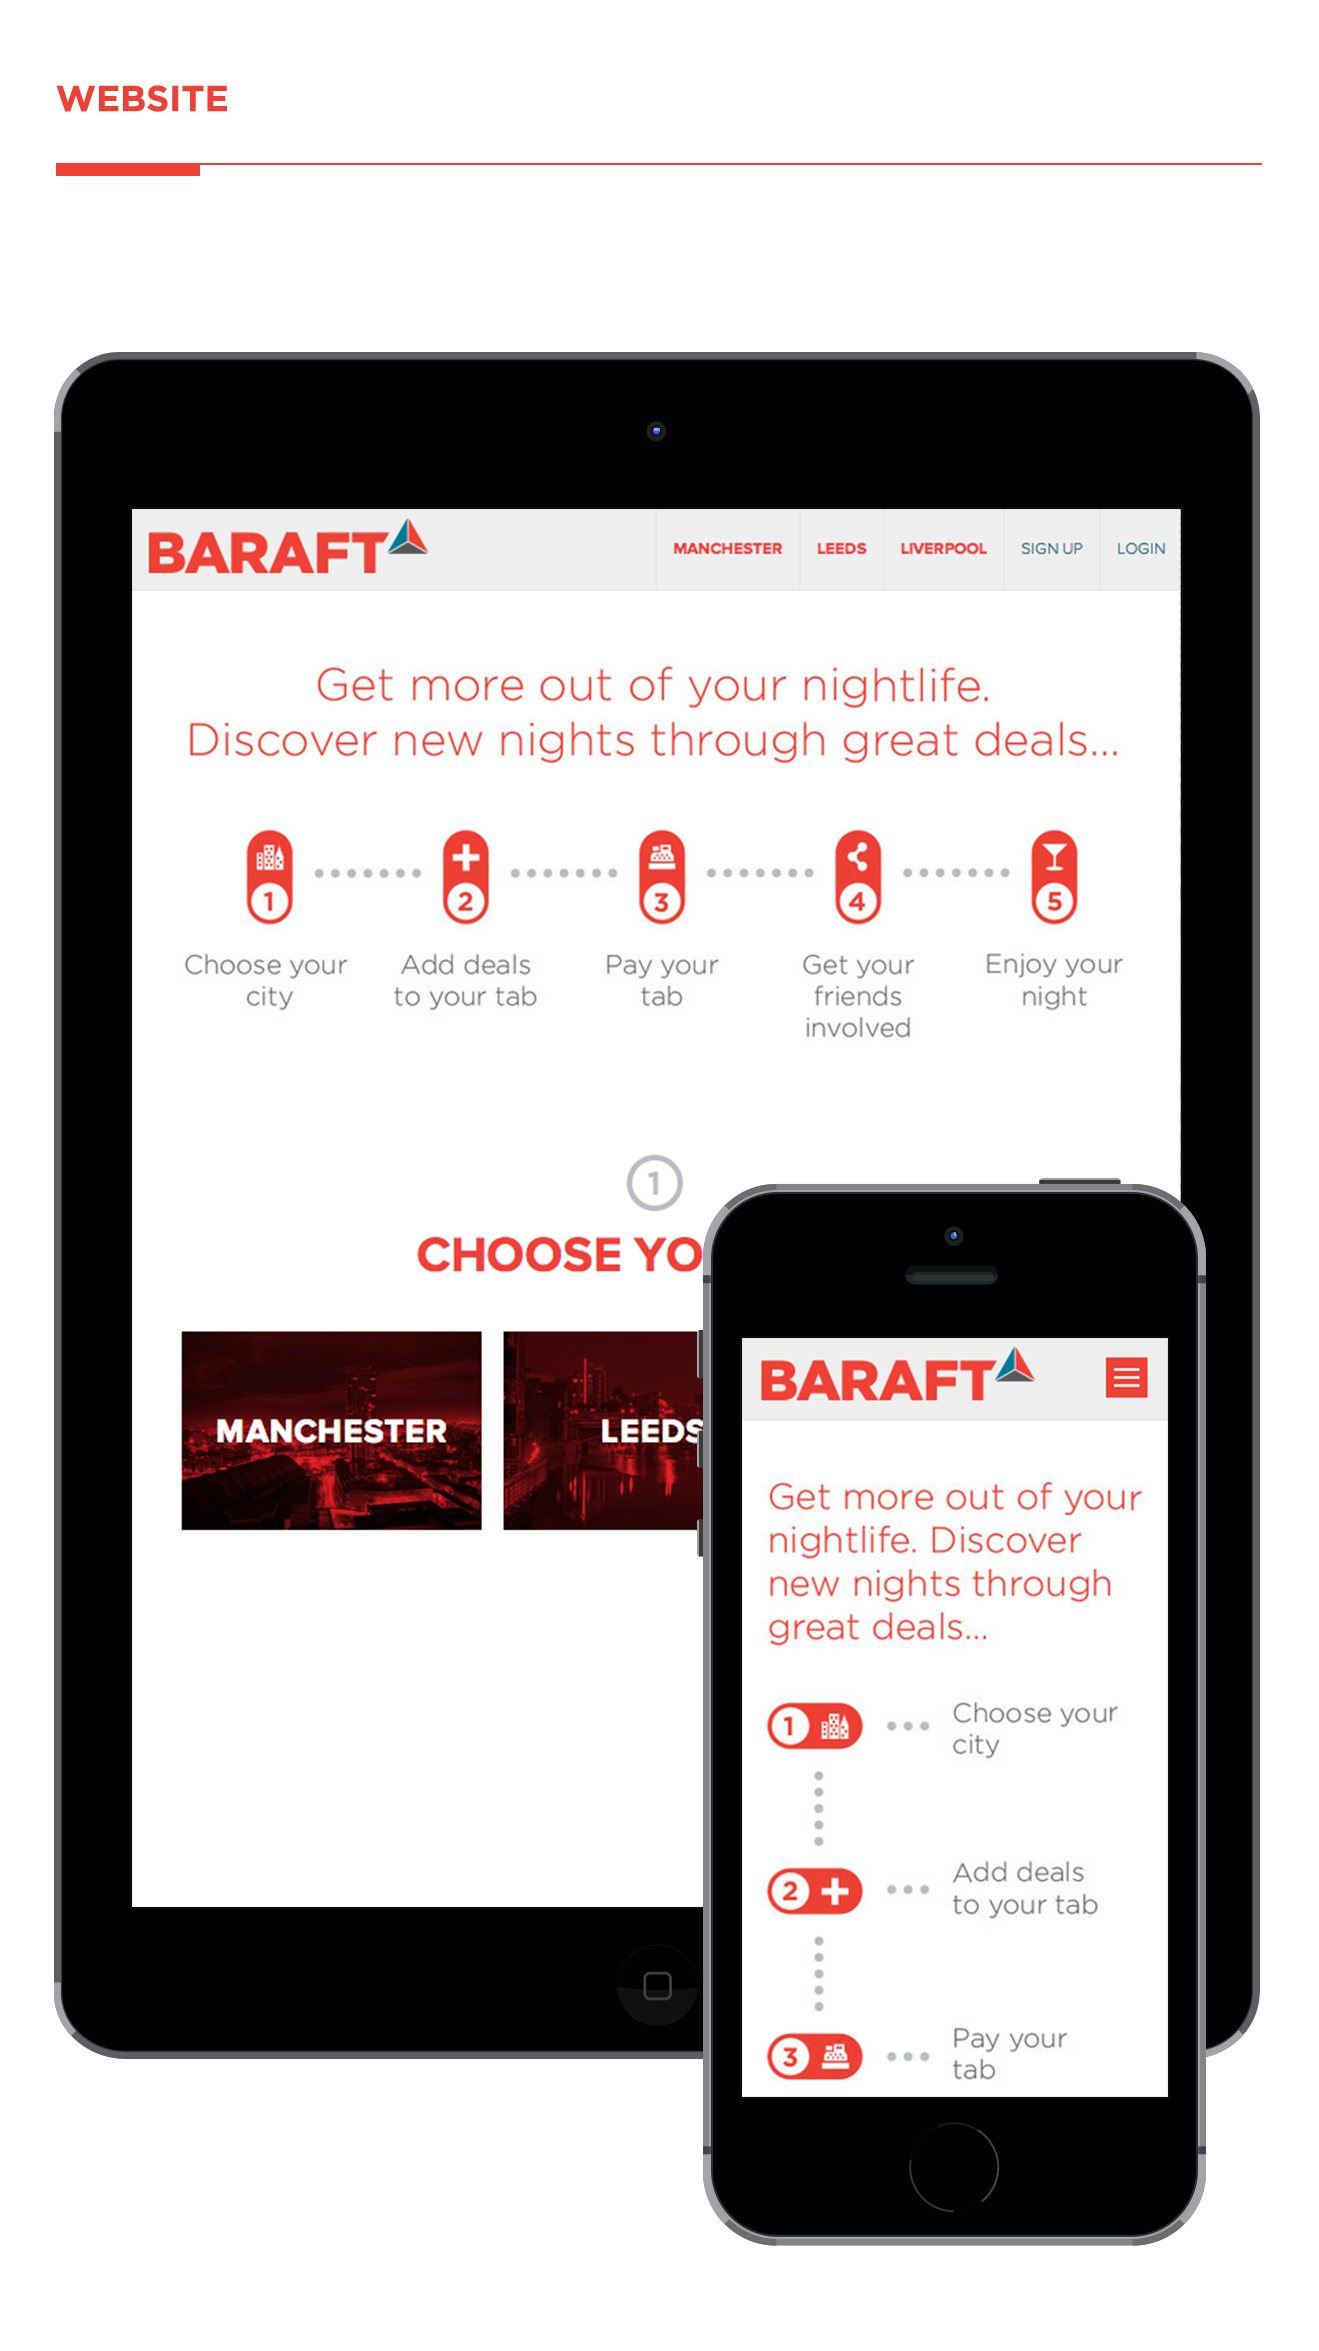 WEBSITE
BARAFT
MANCHESTER LEEDS LIVERPOOL SIGN UP LOGIN
Get more out of your nightlife.
Discover new nights through great deals...
1 2 3 4 5
Choose your city
Add deals to your tab
Pay your tab
Get your friends involved
Enjoy your night
1
CHOOSE YO
MANCHESTER
LEEDS
BARAFT
Get more out of your
nightlife. Discover
new nights through
great deals...
1 Choose your
city
2 Add deals
to your tab
3 Pay your
tab